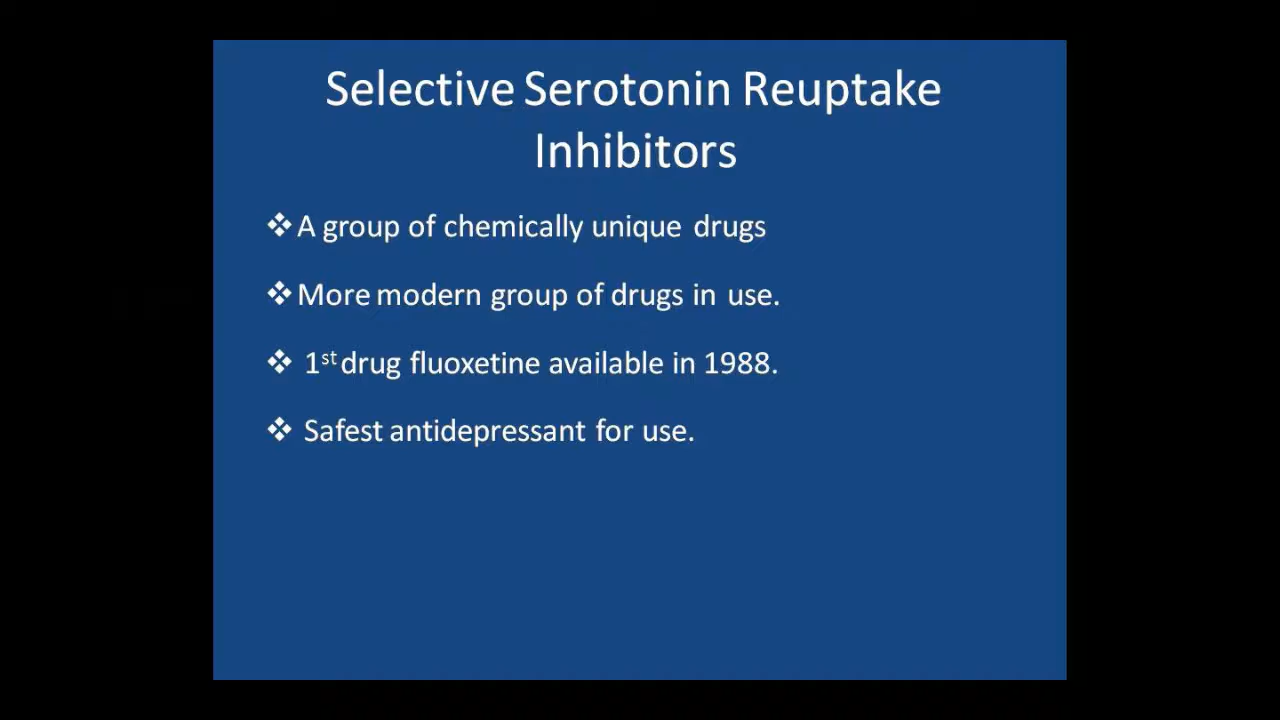 Selective Serotonin Reuptake
Inhibitors
❖A group of chemically unique drugs
❖More modern group of drugs in use.
❖ 1st drug fluoxetine available in 1988.
❖ Safest antidepressant for use.